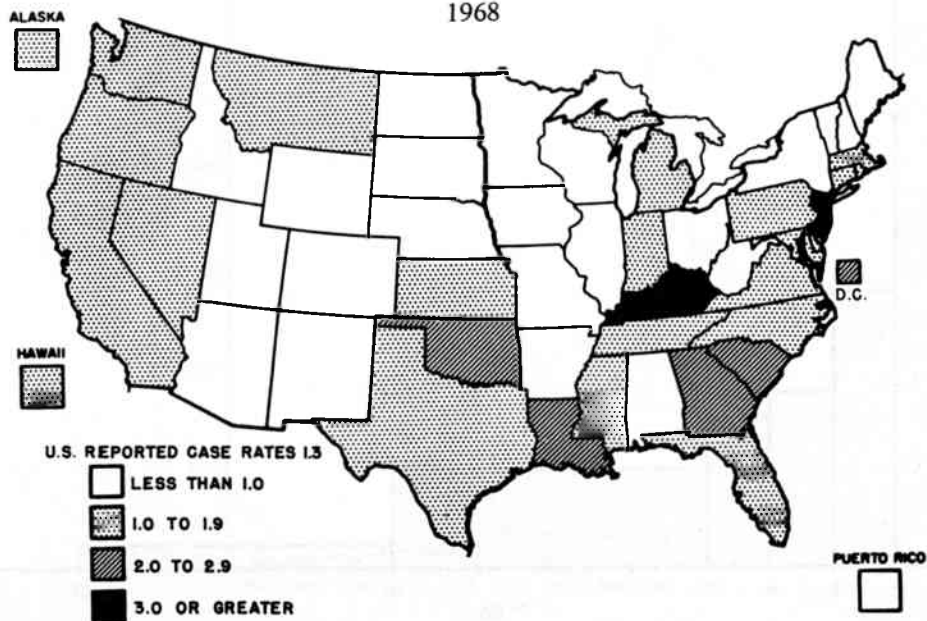 1968
ALASKA
D.C.
HAWAII
U.S. REPORTED CASE RATES 1.3
LESS THAN 1.0
1.0 TO 1.9
2.0 TO 2.9
3.0 OR GREATER
PUERTO RICO